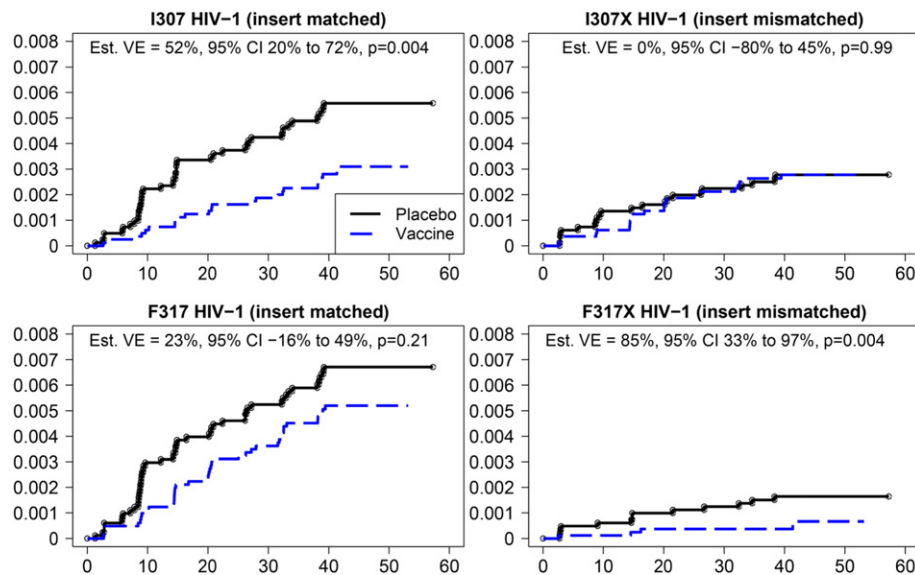 I307 HIV−1 (insert matched)
Est. VE = 52%, 95% CI 20% to 72%, p=0.004
0.008
0.007
0.006
0.005
0.004
0.003
0.002
0.001
0
Placebo
Vaccine
0 10 20 30 40 50 60
I307X HIV−1 (insert mismatched)
Est. VE = 0%, 95% CI −80% to 45%, p=0.99
0.008
0.007
0.006
0.005
0.004
0.003
0.002
0.001
0
0 10 20 30 40 50 60
F317 HIV−1 (insert matched)
Est. VE = 23%, 95% CI −16% to 49%, p=0.21
0.008
0.007
0.006
0.005
0.004
0.003
0.002
0.001
0
0 10 20 30 40 50 60
F317X HIV−1 (insert mismatched)
Est. VE = 85%, 95% CI 33% to 97%, p=0.004
0.008
0.007
0.006
0.005
0.004
0.003
0.002
0.001
0
0 10 20 30 40 50 60